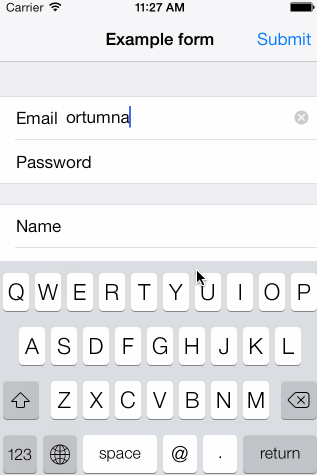 Carrier 11:27 AM
Example form Submit
Email ortumna
Password
Name
Q W E R T Y U I O P
A S D F G H J K L
Z X C V B N M
123 space @ . return